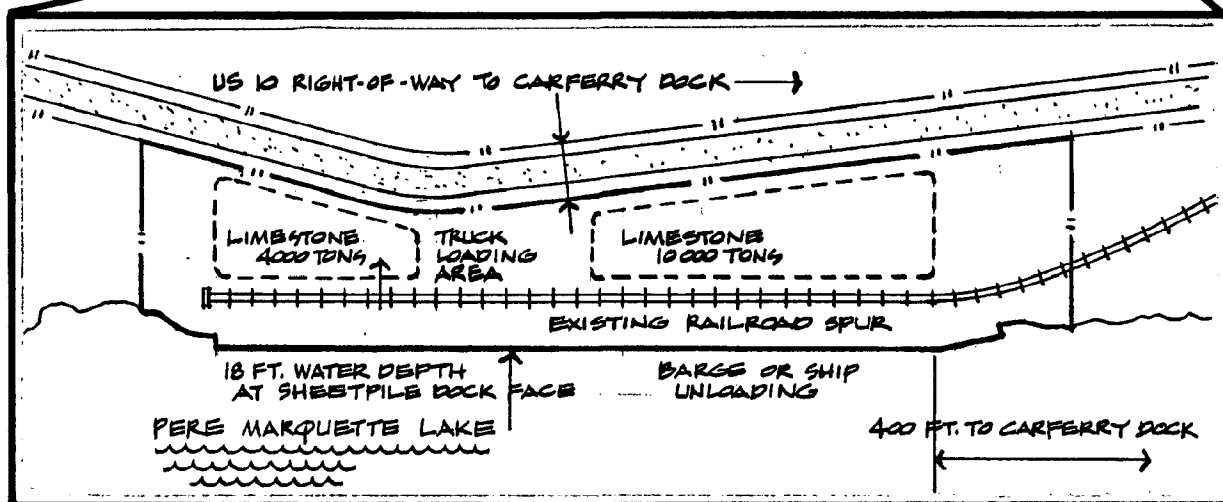 US 10 RIGHT-OF-WAY TO CARFERRY DOCK
LIMESTONE
4000 TONS
TRUCK
LOADING
AREA
LIMESTONE
10000 TONS
EXISTING RAILROAD SPUR
18 FT. WATER DEPTH
AT SHEETPILE DOCK FACE
BARGE OR SHIP
UNLOADING
PERE MARQUETTE LAKE
400 FT. TO CARFERRY DOCK